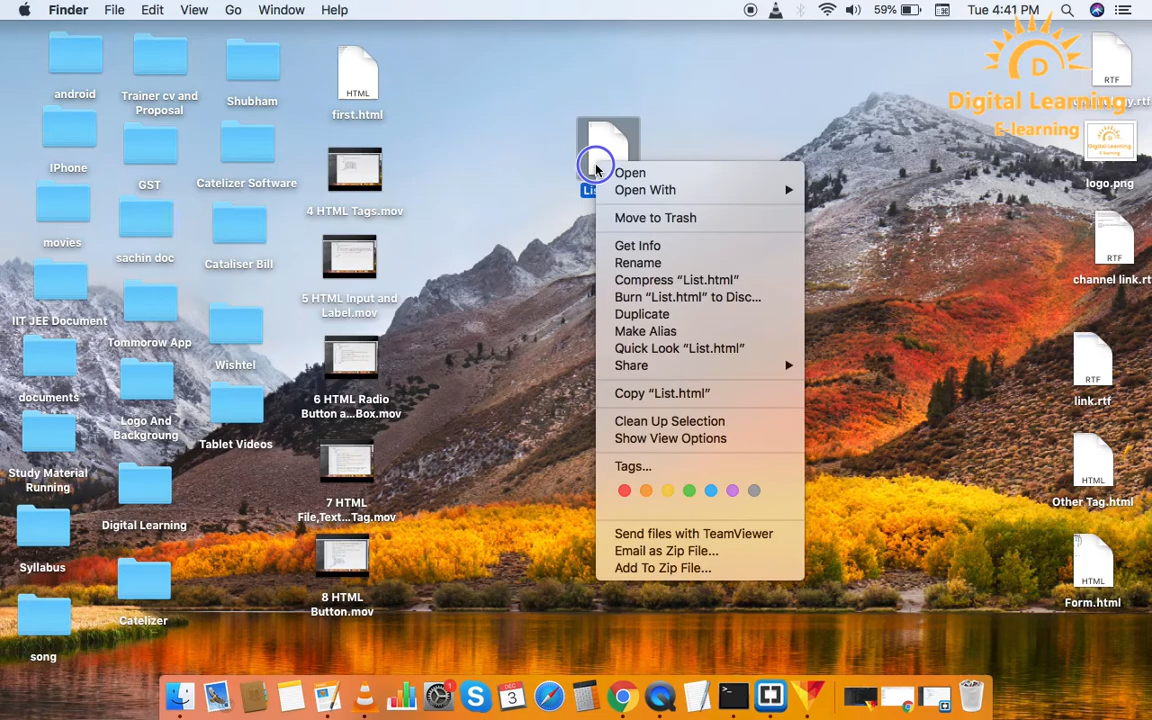 Finder File Edit View Go Window Help
59% Tue 4:41 PM
android
Trainer cv and
Proposal
Shubham
HTML
first.html
RTF
D
Digital Learning
E-learning
IPhone
GST
Catelizer Software
4 HTML Tags.mov
Digital Learning
E-learning
logo.png
movies
sachin doc
Cataliser Bill
5 HTML Input and
Label.mov
RTF
channel link.rt
IIT JEE Document
Tommorow App
Wishtel
6 HTML Radio
Button a...Box.mov
RTF
link.rtf
documents
Logo And
Backgroung
Tablet Videos
Study Material
Running
Digital Learning
7 HTML
File,Text...Tag.mov
HTML
Other Tag.html
Syllabus
Catelizer
8 HTML
Button.mov
HTML
Form.html
song
Open
Open With
Move to Trash
Get Info
Rename
Compress “List.html”
Burn “List.html” to Disc...
Duplicate
Make Alias
Quick Look “List.html”
Share
Copy “List.html”
Clean Up Selection
Show View Options
Tags...
Send files with TeamViewer
Email as Zip File...
Add To Zip File...
DEC
3
1